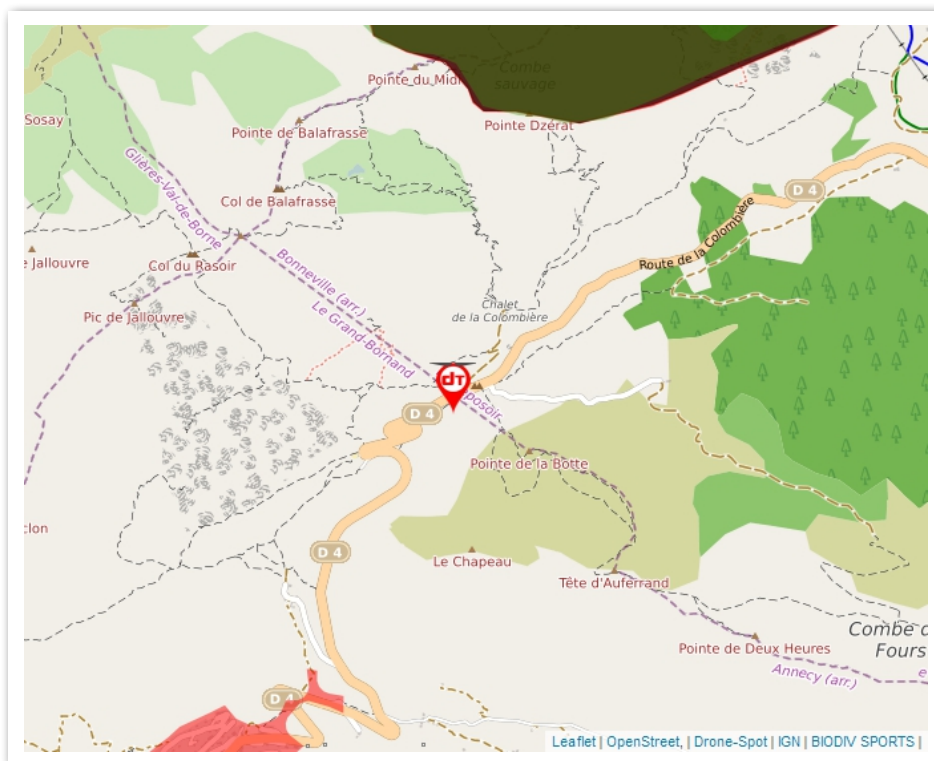 Pointe du Midi
Combe
sauvage
Sosay
Pointe de Balafrasse
Pointe Dzérat
Glières-Val-de-Borne
Col de Balafrasse
D 4
Route de la Colombière
Jallouvre
Col du Rasoir
Bonneville (arr.)
Pic de Jallouvre
Le Grand-Bornand
Chalet
de la Colombière
dT
posoir
D 4
Pointe de la Botte
D 4
Le Chapeau
Tête d'Auferrand
Combe d
Fours
Pointe de Deux Heures
Annecy (arr.)
D 4
Leaflet | OpenStreet, | Drone-Spot | IGN | BIODIV SPORTS |